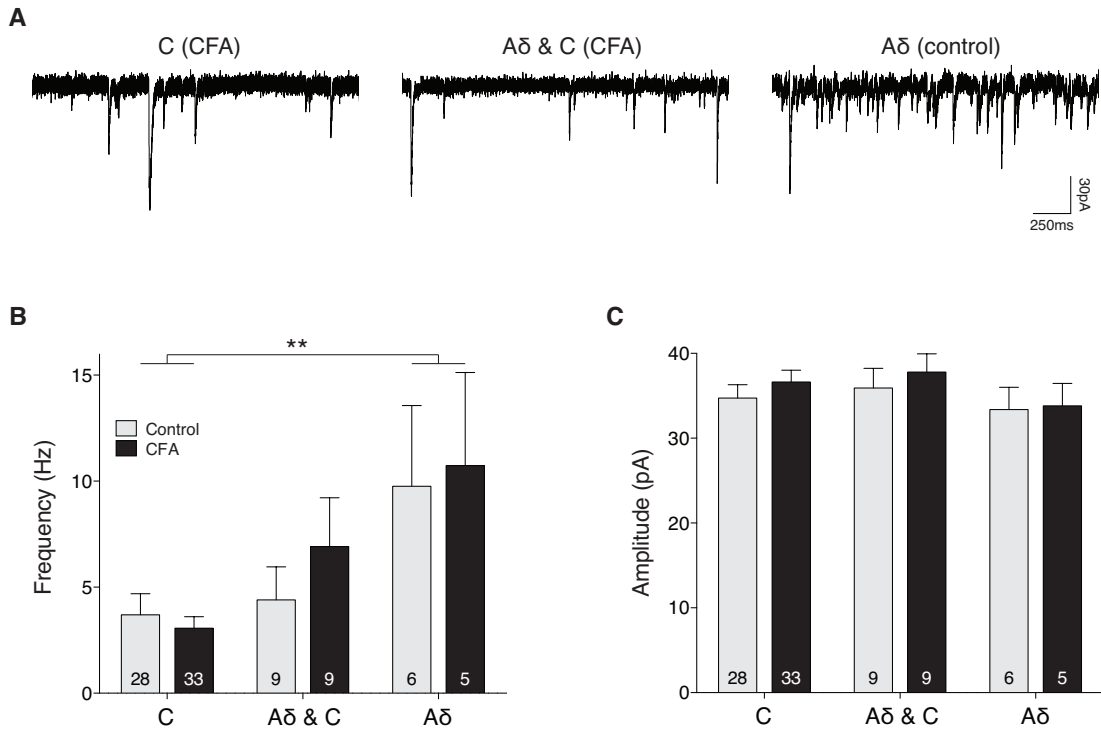 A
C (CFA)
Aδ & C (CFA)
Aδ (control)
30pA
250ms
B
**
15
10
5
0
Frequency (Hz)
Control
CFA
28
33
9
9
6
5
C
Aδ & C
Aδ
C
40
30
20
10
0
Amplitude (pA)
28
33
9
9
6
5
C
Aδ & C
Aδ